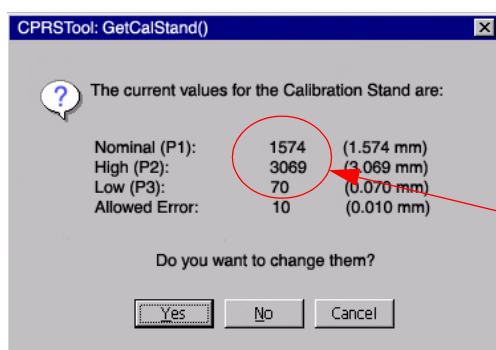 CPRSTool: GetCalStand()
?
The current values for the Calibration Stand are:
Nominal (P1): 1574 (1.574 mm)
High (P2): 3069 (3.069 mm)
Low (P3): 70 (0.070 mm)
Allowed Error: 10 (0.010 mm)
Do you want to change them?
Yes No Cancel